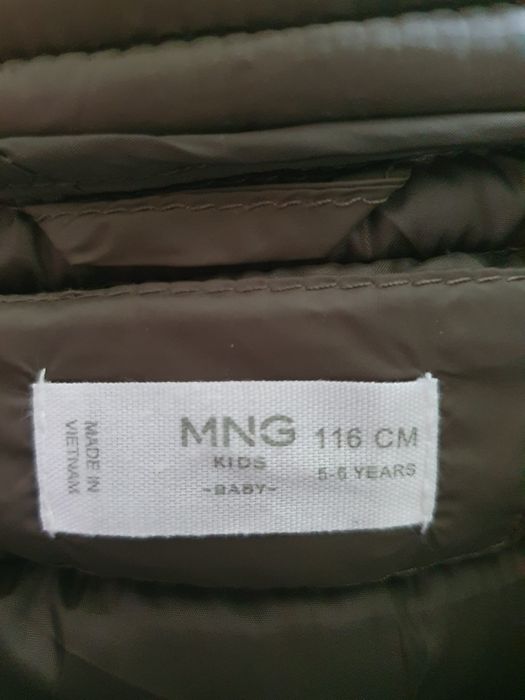 MADE IN
VIETNAM
MNG
KIDS
-BABY-
116 CM
5-6 YEARS